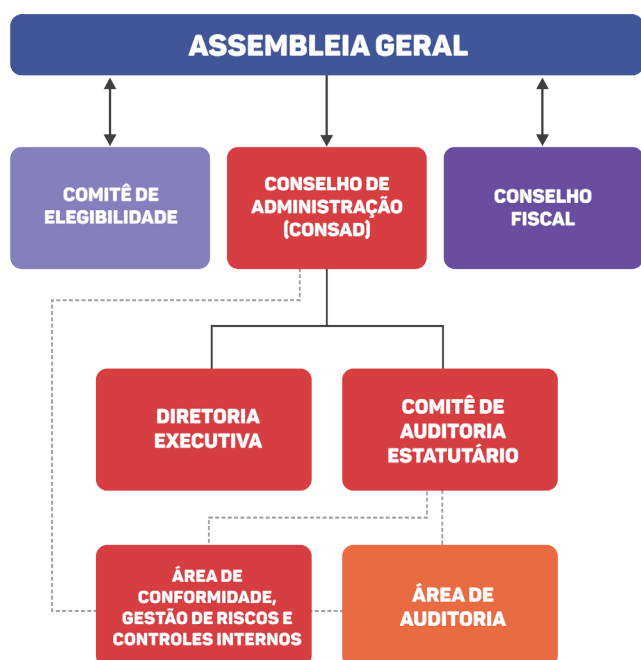 ASSEMBLEIA GERAL
COMITÊ DE
ELEGIBILIDADE
CONSELHO DE
ADMINISTRAÇÃO
(CONSAD)
CONSELHO
FISCAL
DIRETORIA
EXECUTIVA
COMITÊ DE
AUDITORIA
ESTATUTÁRIO
ÁREA DE
CONFORMIDADE,
GESTÃO DE RISCOS E
CONTROLES INTERNOS
ÁREA DE
AUDITORIA